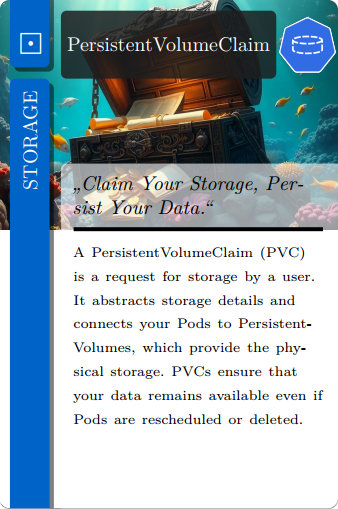 PersistentVolumeClaim
STORAGE
„Claim Your Storage, Per-
sist Your Data.“
A PersistentVolumeClaim (PVC)
is a request for storage by a user.
It abstracts storage details and
connects your Pods to Persistent-
Volumes, which provide the phy-
sical storage. PVCs ensure that
your data remains available even if
Pods are rescheduled or deleted.